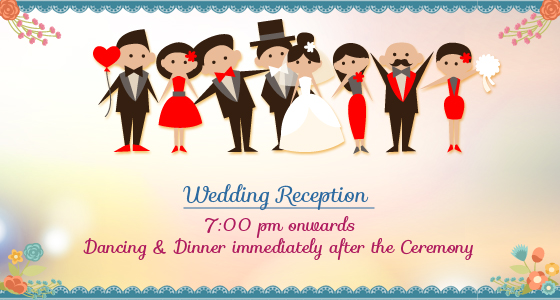 Wedding Reception
7:00 pm onwards
Dancing & Dinner immediately after the Ceremony